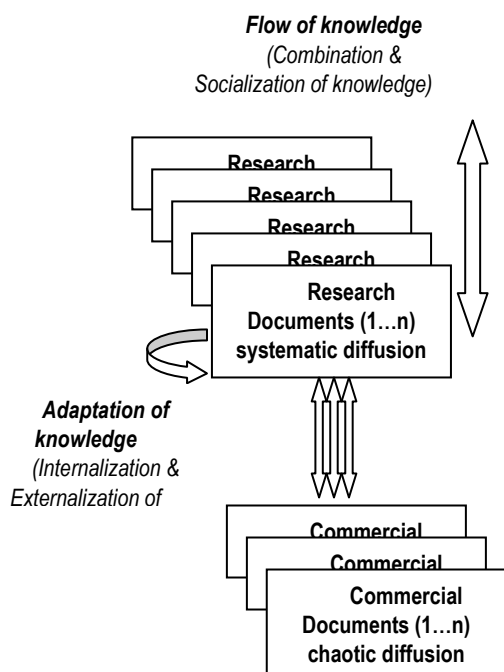 Flow of knowledge
(Combination &
Socialization of knowledge)
Research
Research
Research
Research
Research
Documents (1...n)
systematic diffusion
Adaptation of
knowledge
(Internalization &
Externalization of
Commercial
Commercial
Commercial
Documents (1...n)
chaotic diffusion